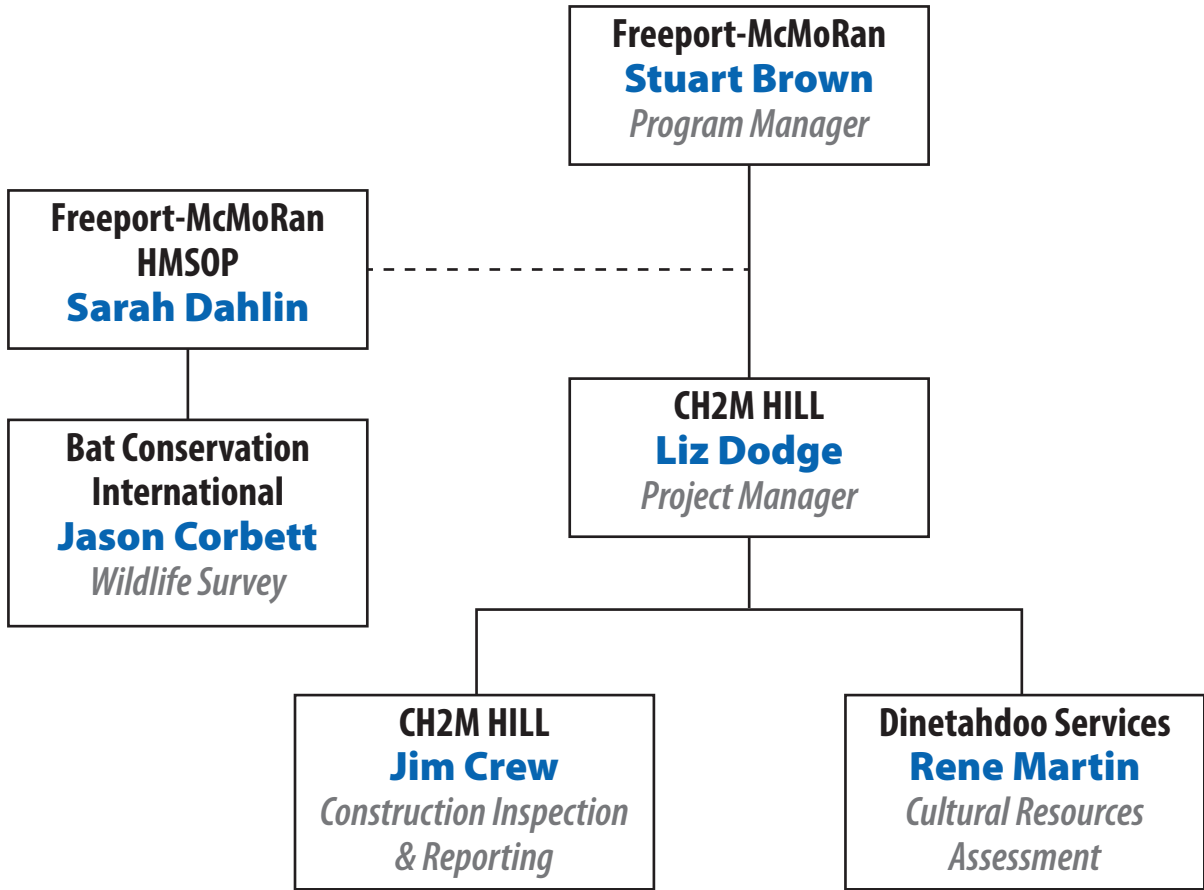 Freeport-McMoRan
Stuart Brown
Program Manager
Freeport-McMoRan
HMSOP
Sarah Dahlin
Bat Conservation
International
Jason Corbett
Wildlife Survey
CH2M HILL
Liz Dodge
Project Manager
CH2M HILL
Jim Crew
Construction Inspection
& Reporting
Dinetahdoo Services
Rene Martin
Cultural Resources
Assessment